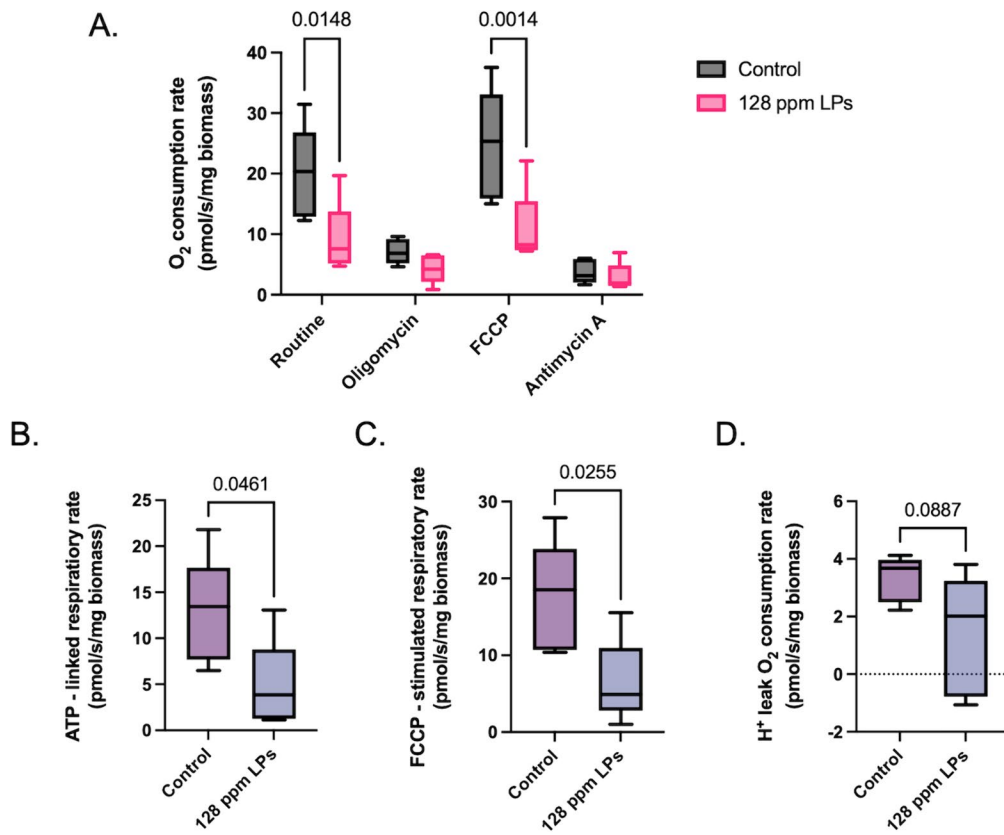 A.
0.0148
0.0014
Control
128 ppm LPs
O₂ consumption rate
(pmol/s/mg biomass)
40
30
20
10
0
Routine
Oligomycin
FCCP
Antimycin A
B.
0.0461
ATP - linked respiratory rate
(pmol/s/mg biomass)
25
20
15
10
5
0
Control
128 ppm LPs
C.
0.0255
FCCP - stimulated respiratory rate
(pmol/s/mg biomass)
30
20
10
0
Control
128 ppm LPs
D.
0.0887
H⁺ leak O₂ consumption rate
(pmol/s/mg biomass)
6
4
2
0
-2
Control
128 ppm LPs